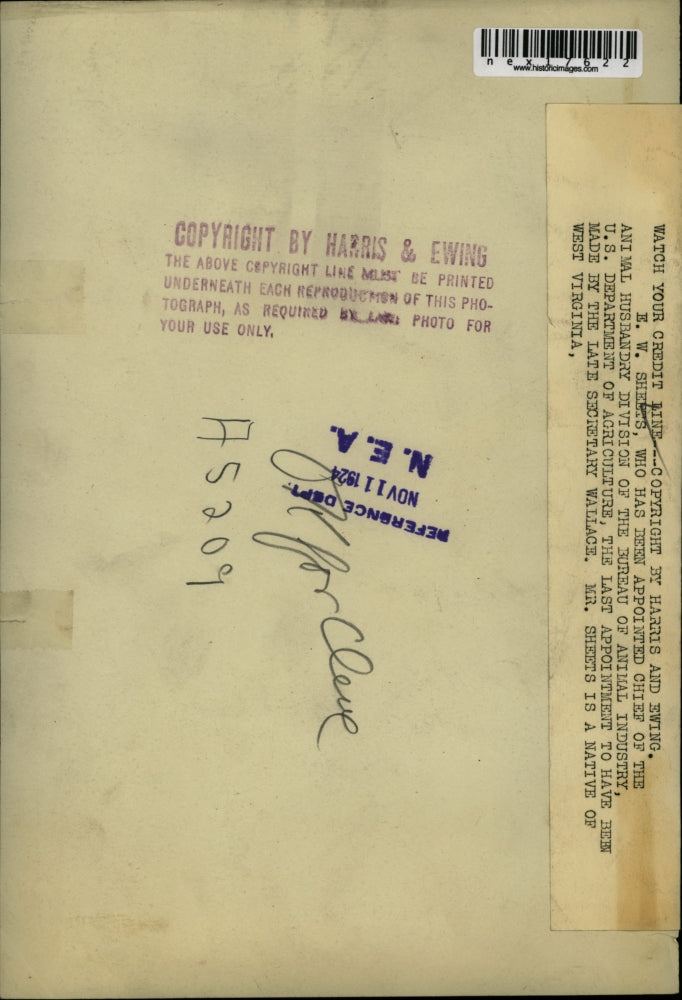 nex17622
www.historicimages.com
COPYRIGHT BY HARRIS & EWING
THE ABOVE COPYRIGHT LINE MUST BE PRINTED
UNDERNEATH EACH REPRODUCTION OF THIS PHO-
TOGRAPH, AS REQUIRED BY LAW: PHOTO FOR
YOUR USE ONLY.
WATCH YOUR CREDIT LINE---COPYRIGHT BY HARRIS AND EWING.
E. W. SHEETS, WHO HAS BEEN APPOINTED CHIEF OF THE
ANIMAL HUSBANDRY DIVISION OF THE BUREAU OF ANIMAL INDUSTRY,
U.S. DEPARTMENT OF AGRICULTURE, THE LAST APPOINTMENT TO HAVE BEEN
MADE BY THE LATE SECRETARY WALLACE. MR. SHEETS IS A NATIVE OF
WEST VIRGINIA,
REFERENCE DEPT.
NOV 11 1924
N. E. A.
OK for Cleve
A5209